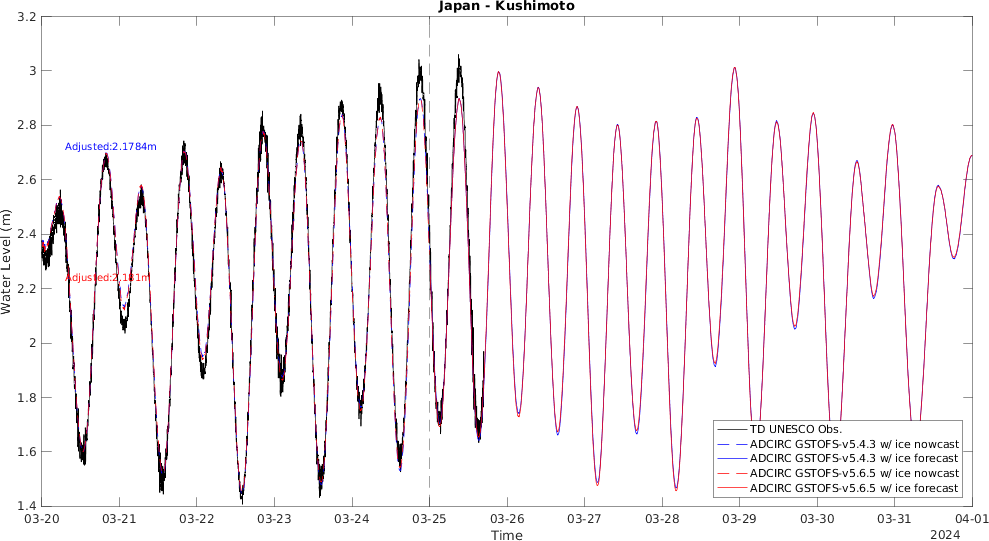 Japan - Kushimoto
3.2
3
2.8
2.6
2.4
2.2
2
1.8
1.6
1.4
Water Level (m)
Adjusted:2.1784m
Adjusted:2.181m
TD UNESCO Obs.
ADCIRC GSTOFS-v5.4.3 w/ ice nowcast
ADCIRC GSTOFS-v5.4.3 w/ ice forecast
ADCIRC GSTOFS-v5.6.5 w/ ice nowcast
ADCIRC GSTOFS-v5.6.5 w/ ice forecast
03-20 03-21 03-22 03-23 03-24 03-25 03-26 03-27 03-28 03-29 03-30 03-31 04-01
Time
2024